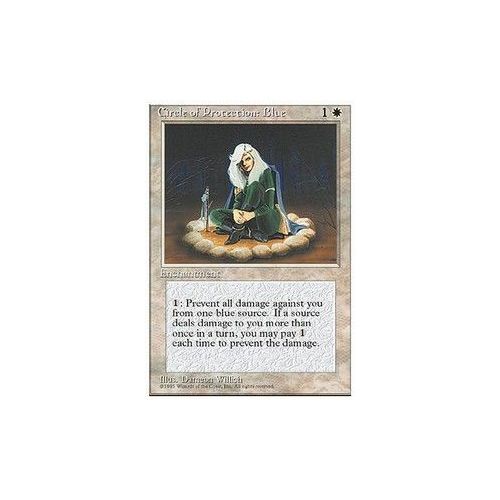 Circle of Protection: Blue 1
Enchantment
1: Prevent all damage against you
from one blue source. If a source
deals damage to you more than
once in a turn, you may pay 1
each time to prevent the damage.
Illus. Dameon Willich
©1995 Wizards of the Coast, Inc. All rights reserved.